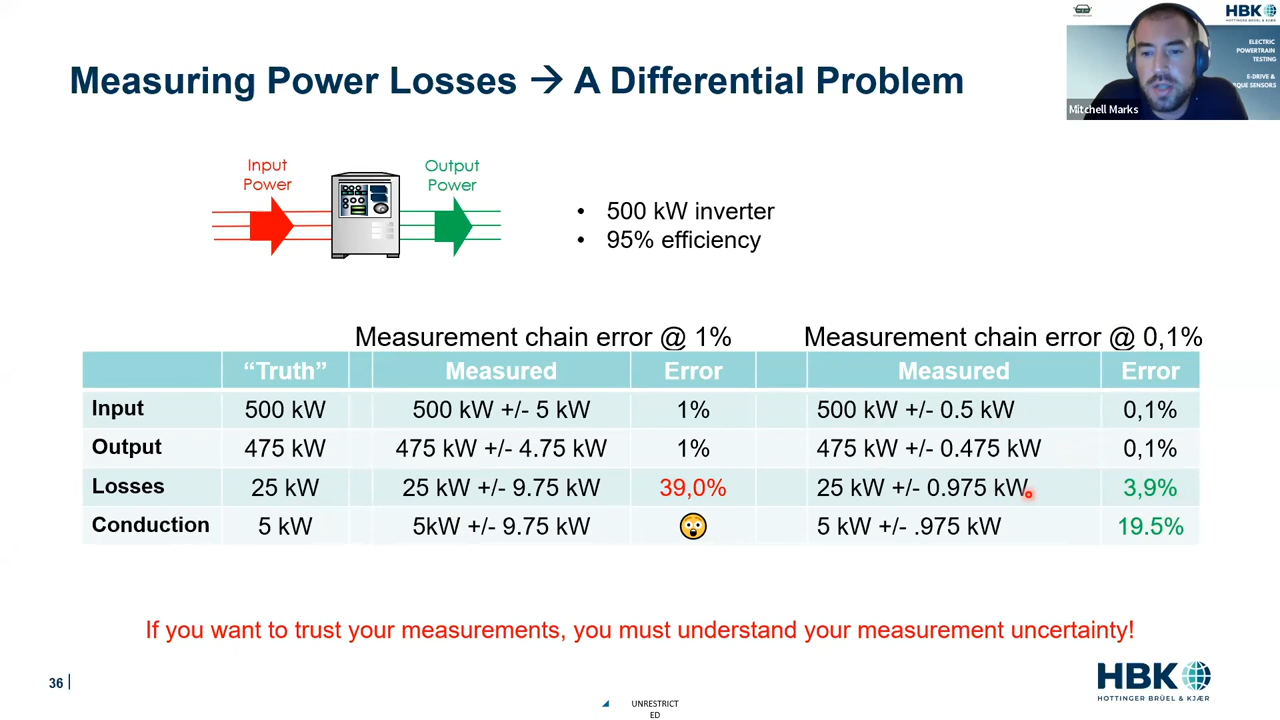 HBK
HOTTINGER BRÜEL & KJÆR
ELECTRIC
POWERTRAIN
TESTING
E-DRIVE &
RQUE SENSORS
Mitchell Marks
Measuring Power Losses → A Differential Problem
Input
Power
Output
Power
• 500 kW inverter
• 95% efficiency
Measurement chain error @ 1%
Measurement chain error @ 0,1%
“Truth” Measured Error Measured Error
Input 500 kW 500 kW +/- 5 kW 1% 500 kW +/- 0.5 kW 0,1%
Output 475 kW 475 kW +/- 4.75 kW 1% 475 kW +/- 0.475 kW 0,1%
Losses 25 kW 25 kW +/- 9.75 kW 39,0% 25 kW +/- 0.975 kW 3,9%
Conduction 5 kW 5kW +/- 9.75 kW 5 kW +/- .975 kW 19.5%
If you want to trust your measurements, you must understand your measurement uncertainty!
36
UNRESTRICT
ED
HBK
HOTTINGER BRÜEL & KJÆR